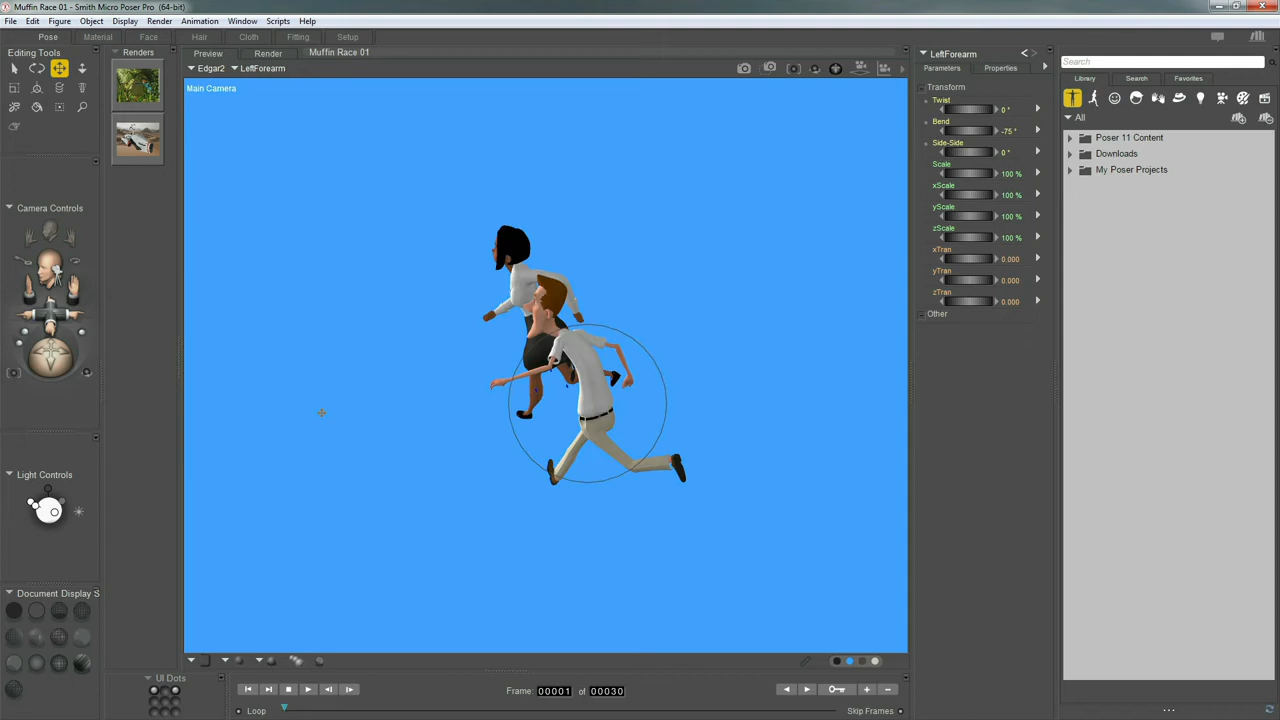 Muffin Race 01 - Smith Micro Poser Pro (64-bit)
File Edit Figure Object Display Render Animation Window Scripts Help
Pose Material Face Hair Cloth Fitting Setup
Editing Tools
Renders
Preview Render Muffin Race 01
Edgar2 LeftForearm
Main Camera
Camera Controls
Light Controls
Document Display S
UI Dots
Frame: 00001 of 00030
Loop
Skip Frames
LeftForearm
Parameters Properties
Transform
Twist
0 °
Bend
-75 °
Side-Side
0 °
Scale
100 %
xScale
100 %
yScale
100 %
zScale
100 %
xTran
0.000
yTran
0.000
zTran
0.000
Other
Search
Library Search Favorites
All
Poser 11 Content
Downloads
My Poser Projects